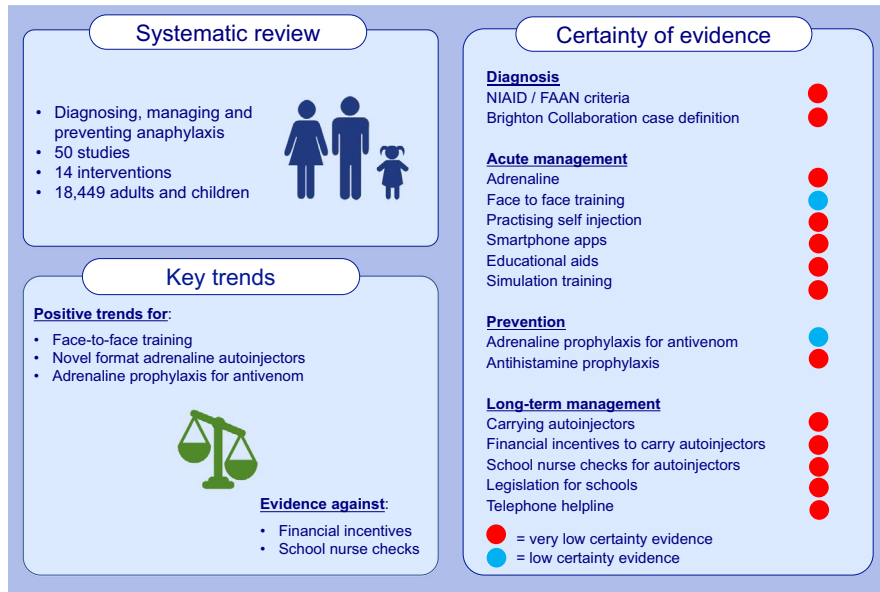 Systematic review
• Diagnosing, managing and
preventing anaphylaxis
• 50 studies
• 14 interventions
• 18,449 adults and children
Key trends
Positive trends for:
• Face-to-face training
• Novel format adrenaline autoinjectors
• Adrenaline prophylaxis for antivenom
Evidence against:
• Financial incentives
• School nurse checks
Certainty of evidence
Diagnosis
NIAID / FAAN criteria
Brighton Collaboration case definition
Acute management
Adrenaline
Face to face training
Practising self injection
Smartphone apps
Educational aids
Simulation training
Prevention
Adrenaline prophylaxis for antivenom
Antihistamine prophylaxis
Long-term management
Carrying autoinjectors
Financial incentives to carry autoinjectors
School nurse checks for autoinjectors
Legislation for schools
Telephone helpline
= very low certainty evidence
= low certainty evidence